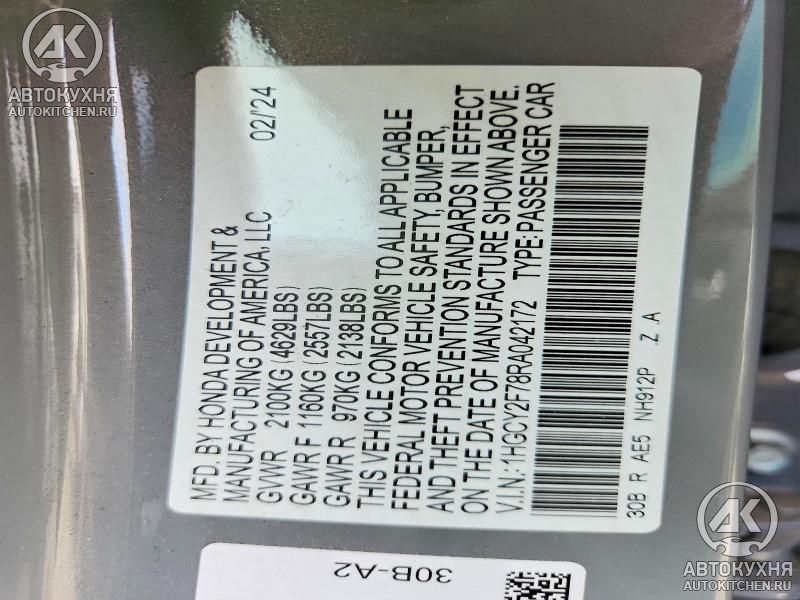 AK
АВТОКУХНЯ
AUTOKITCHEN.RU
MFD. BY HONDA DEVELOPMENT &
MANUFACTURING OF AMERICA, LLC 02/'24
GVWR 2100KG (4629LBS)
GAWR F 1160KG (2557LBS)
GAWR R 970KG (2138LBS)
THIS VEHICLE CONFORMS TO ALL APPLICABLE
FEDERAL MOTOR VEHICLE SAFETY, BUMPER,
AND THEFT PREVENTION STANDARDS IN EFFECT
ON THE DATE OF MANUFACTURE SHOWN ABOVE.
V.I.N.: 1HGCY2F78RA042172 TYPE: PASSENGER CAR
30B R AE5 NH912P Z .A
30B-A2
AK
АВТОКУХНЯ
AUTOKITCHEN.RU